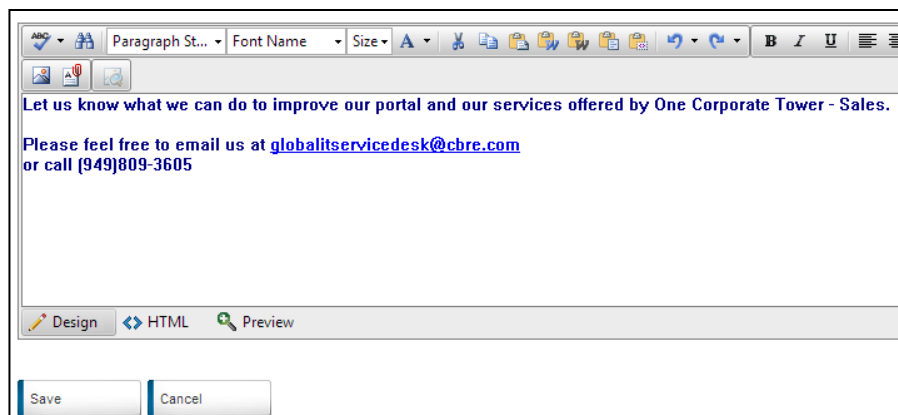 ABC Paragraph St... Font Name Size A B I U
Let us know what we can do to improve our portal and our services offered by One Corporate Tower - Sales.
Please feel free to email us at globalitservicedesk@cbre.com
or call (949)809-3605
Design HTML Preview
Save Cancel